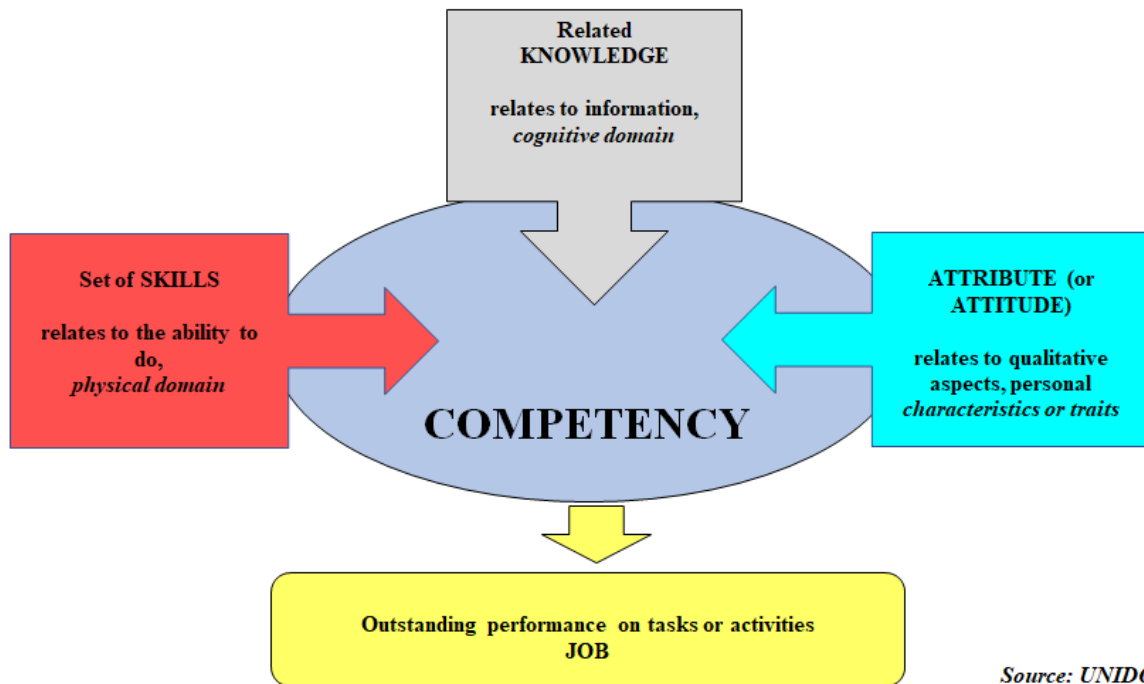 Related
KNOWLEDGE
relates to information,
cognitive domain
Set of SKILLS
relates to the ability to
do,
physical domain
ATTRIBUTE (or
ATTITUDE)
relates to qualitative
aspects, personal
characteristics or traits
COMPETENCY
Outstanding performance on tasks or activities
JOB
Source: UNIDO